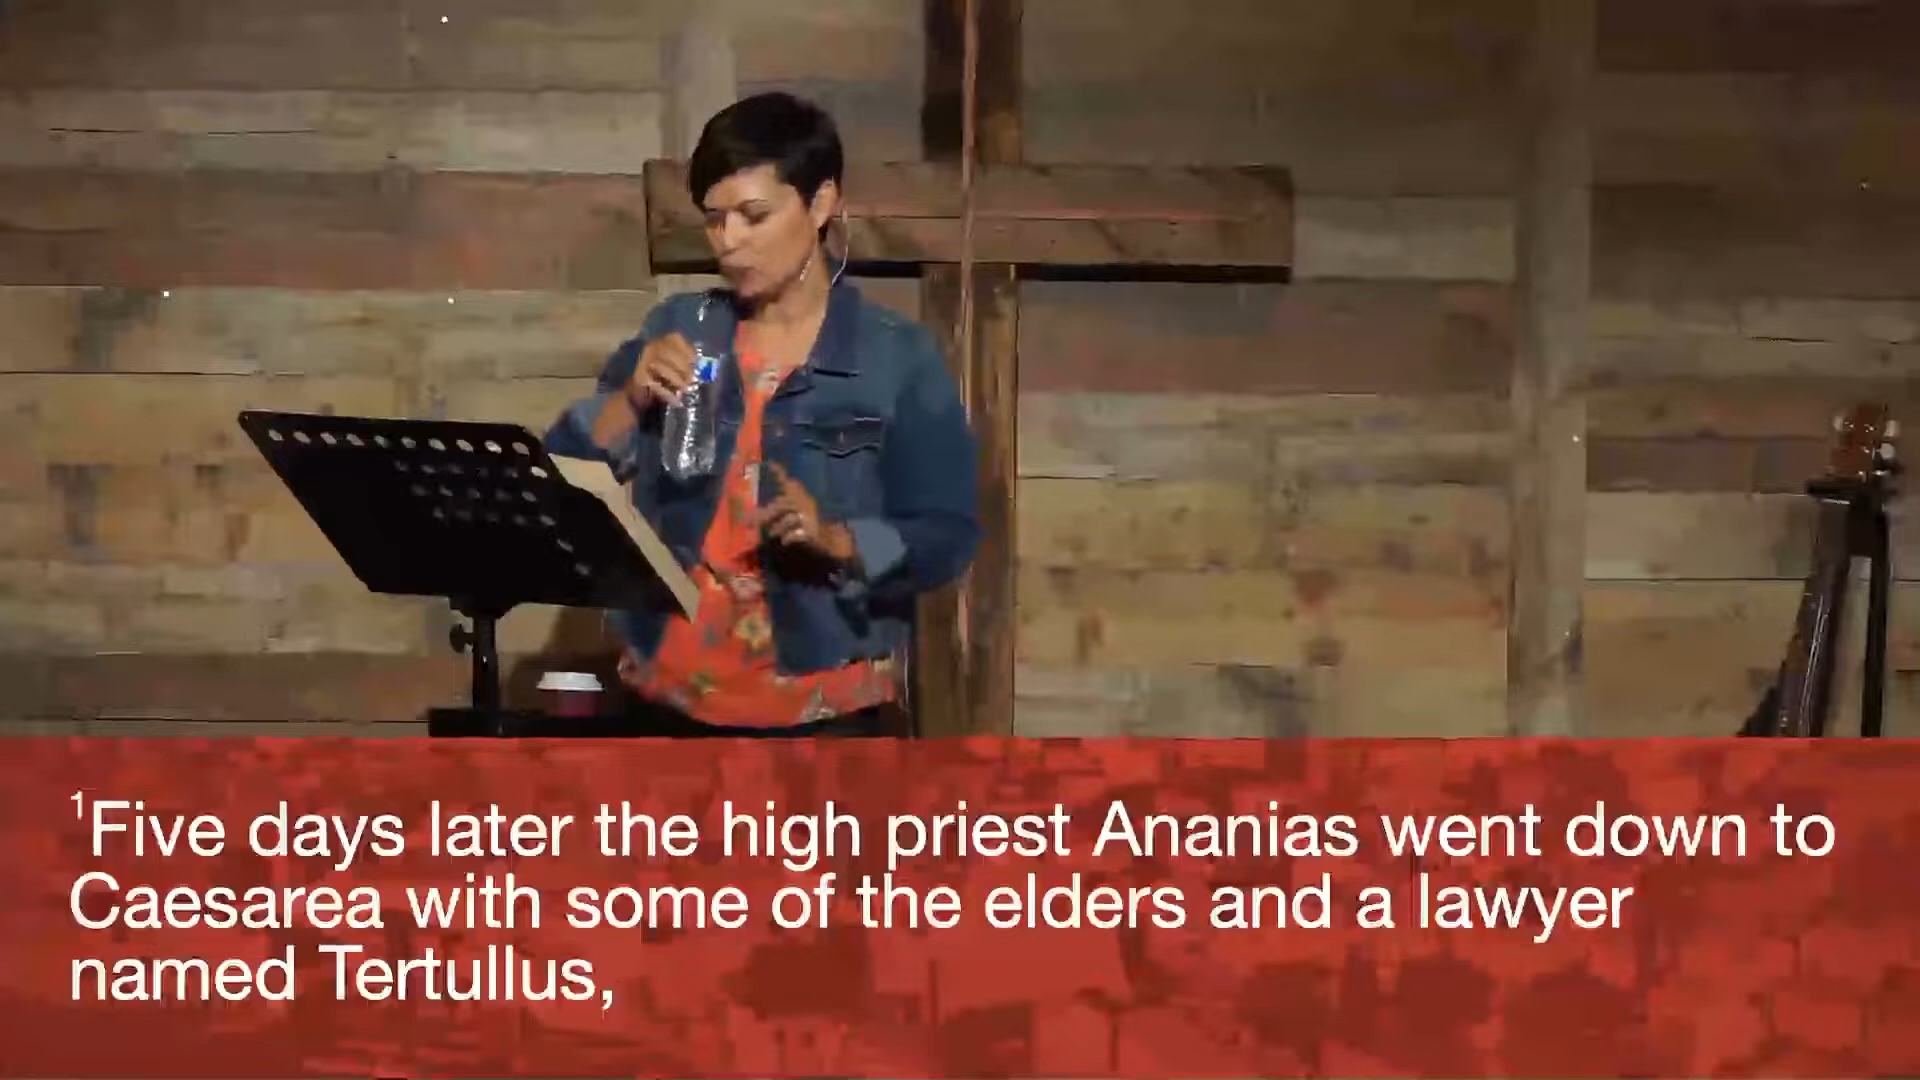 ¹Five days later the high priest Ananias went down to
Caesarea with some of the elders and a lawyer
named Tertullus,